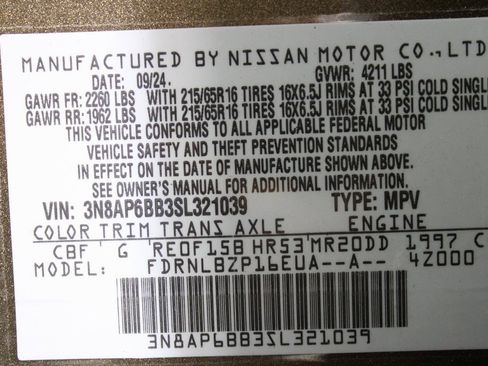 MANUFACTURED BY NISSAN MOTOR CO., LTD
DATE: 09/24. GVWR: 4211 LBS
GAWR FR: 2260 LBS WITH 215/65R16 TIRES 16X6.5J RIMS AT 33 PSI COLD SINGL
GAWR RR: 1962 LBS WITH 215/65R16 TIRES 16X6.5J RIMS AT 33 PSI COLD SINGL
THIS VEHICLE CONFORMS TO ALL APPLICABLE FEDERAL MOTOR
VEHICLE SAFETY AND THEFT PREVENTION STANDARDS
IN EFFECT ON THE DATE OF MANUFACTURE SHOWN ABOVE.
SEE OWNER'S MANUAL FOR ADDITIONAL INFORMATION
VIN: 3N8AP6BB3SL321039 TYPE: MPV
COLOR TRIM TRANS AXLE ENGINE
CBF G RE0F15B HR53 MR20DD 1997 C
MODEL: FDRNLBZP16EUA--A-- 4Z000
3N8AP6BB3SL321039